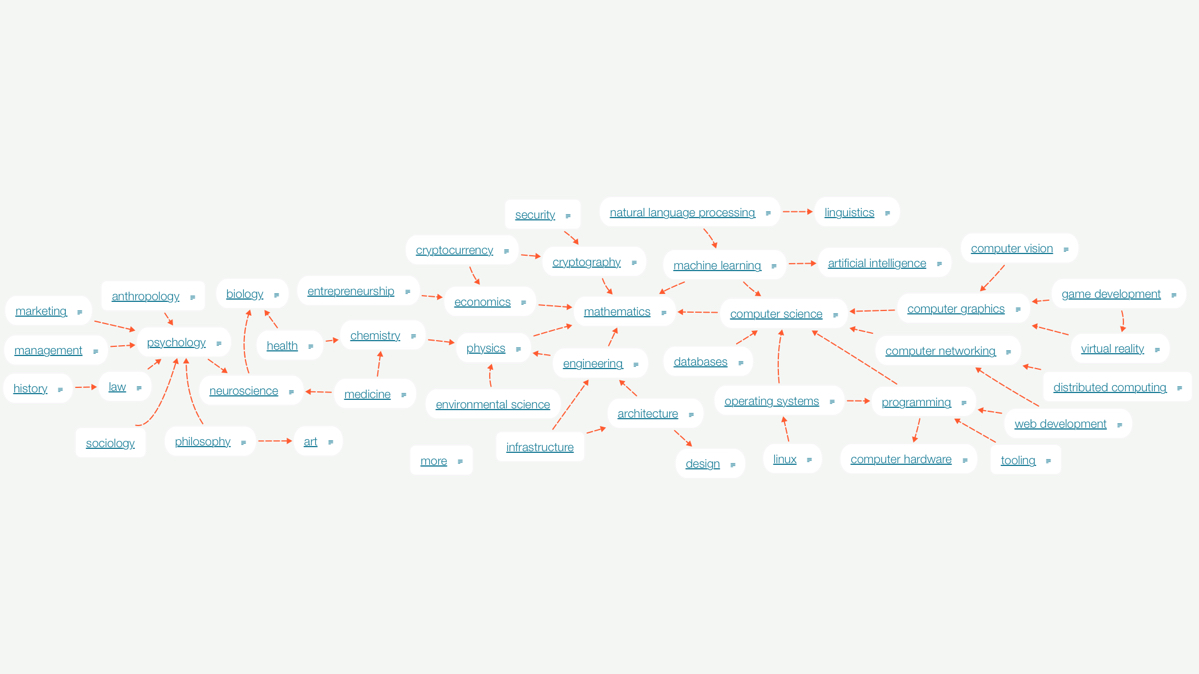 security
natural language processing
linguistics
cryptocurrency
cryptography
machine learning
artificial intelligence
computer vision
marketing
anthropology
biology
entrepreneurship
economics
mathematics
computer science
computer graphics
game development
management
psychology
health
chemistry
physics
engineering
databases
computer networking
virtual reality
history
law
neuroscience
medicine
environmental science
architecture
operating systems
programming
distributed computing
web development
sociology
philosophy
art
more
infrastructure
design
linux
computer hardware
tooling